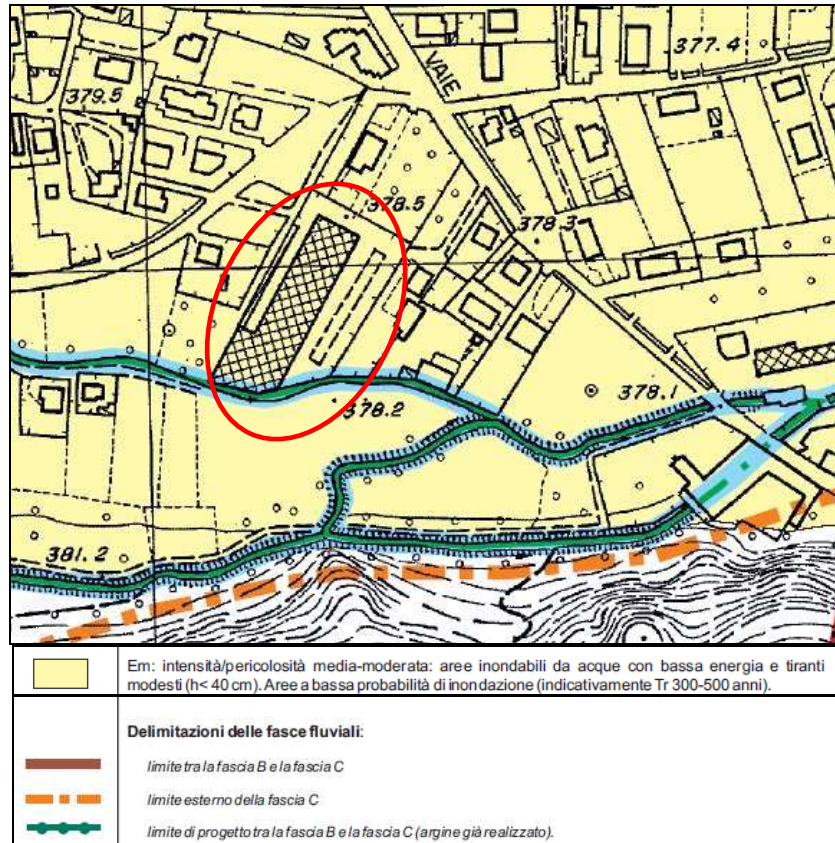 377.4
VAIE
379.5
378.5
378.3
378.1
378.2
381.2
Em: intensità/pericolosità media-moderata: aree inondabili da acque con bassa energia e tiranti
modesti (h< 40 cm). Aree a bassa probabilità di inondazione (indicativamente Tr 300-500 anni).
Delimitazioni delle fasce fluviali:
limite tra la fascia B e la fascia C
limite esterno della fascia C
limite di progetto tra la fascia B e la fascia C (argine già realizzato).